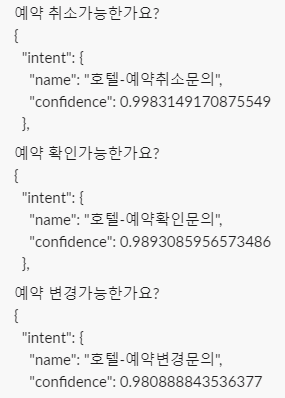 예약 취소가능한가요?
{
"intent": {
"name": "호텔-예약취소문의",
"confidence": 0.9983149170875549
},
예약 확인가능한가요?
{
"intent": {
"name": "호텔-예약확인문의",
"confidence": 0.9893085956573486
},
예약 변경가능한가요?
{
"intent": {
"name": "호텔-예약변경문의",
"confidence": 0.980888843536377